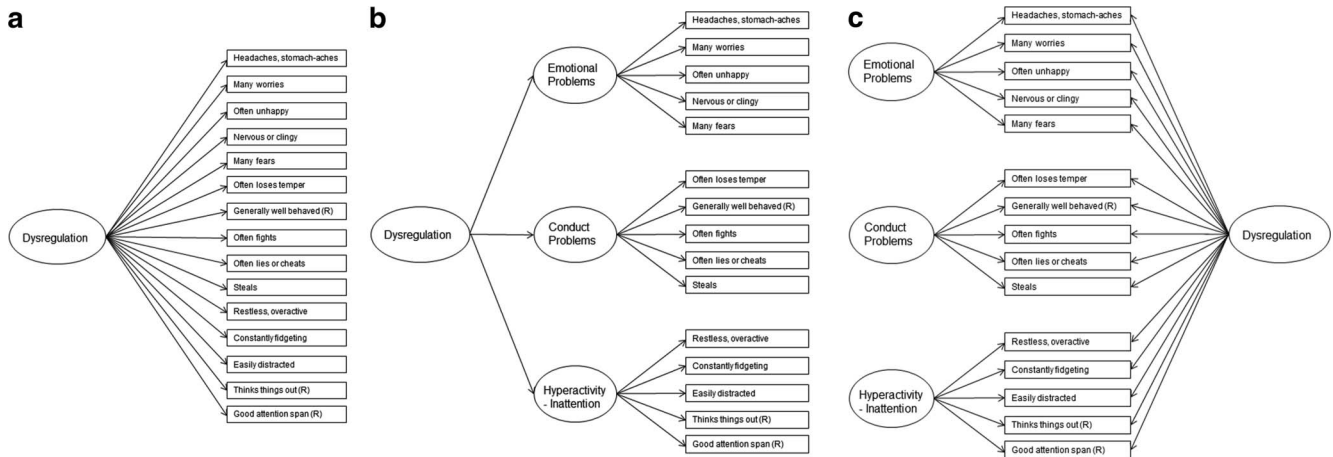 a
Dysregulation
Headaches, stomach-aches
Many worries
Often unhappy
Nervous or clingy
Many fears
Often loses temper
Generally well behaved (R)
Often fights
Often lies or cheats
Steals
Restless, overactive
Constantly fidgeting
Easily distracted
Thinks things out (R)
Good attention span (R)
b
Dysregulation
Emotional
Problems
Headaches, stomach-aches
Many worries
Often unhappy
Nervous or clingy
Many fears
Conduct
Problems
Often loses temper
Generally well behaved (R)
Often fights
Often lies or cheats
Steals
Hyperactivity
- Inattention
Restless, overactive
Constantly fidgeting
Easily distracted
Thinks things out (R)
Good attention span (R)
c
Emotional
Problems
Headaches, stomach-aches
Many worries
Often unhappy
Nervous or clingy
Many fears
Conduct
Problems
Often loses temper
Generally well behaved (R)
Often fights
Often lies or cheats
Steals
Hyperactivity
- Inattention
Restless, overactive
Constantly fidgeting
Easily distracted
Thinks things out (R)
Good attention span (R)
Dysregulation